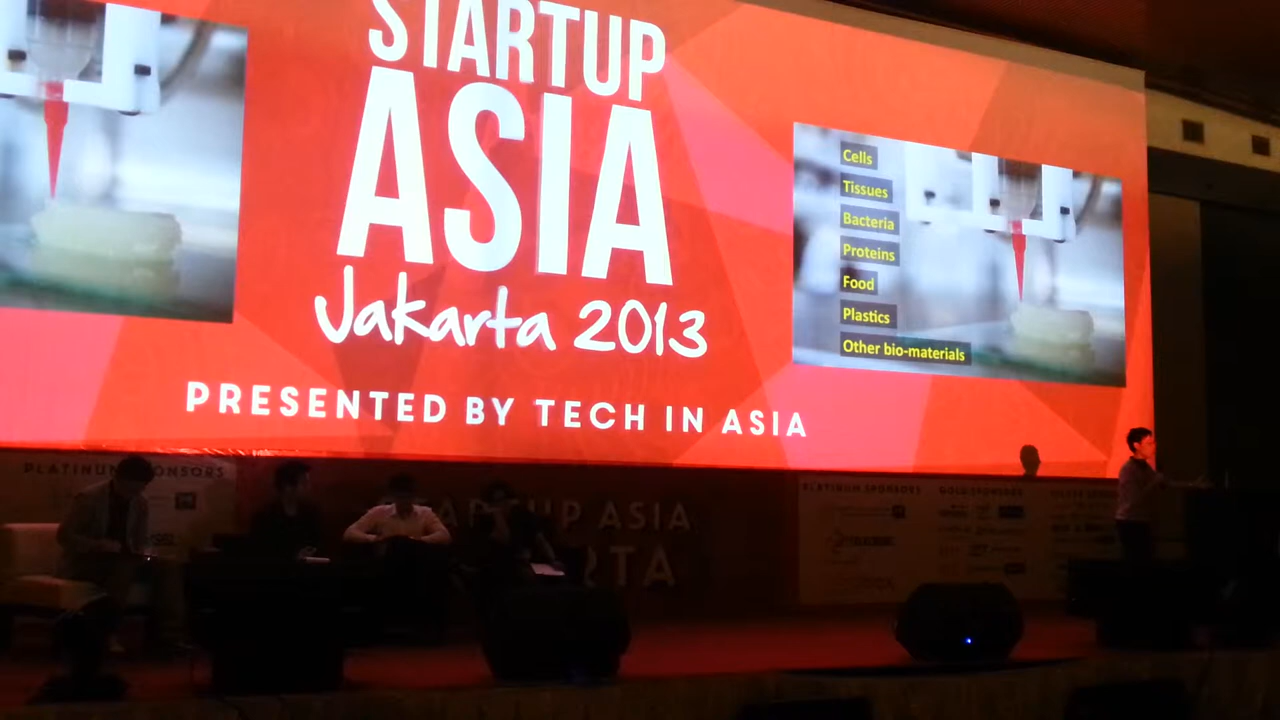 STARTUP
ASIA
Jakarta 2013
PRESENTED BY TECH IN ASIA
Cells
Tissues
Bacteria
Proteins
Food
Plastics
Other bio-materials
PLATINUM SPONSORS
STARTUP ASIA
PLATINUM SPONSORS
GOLD SPONSORS